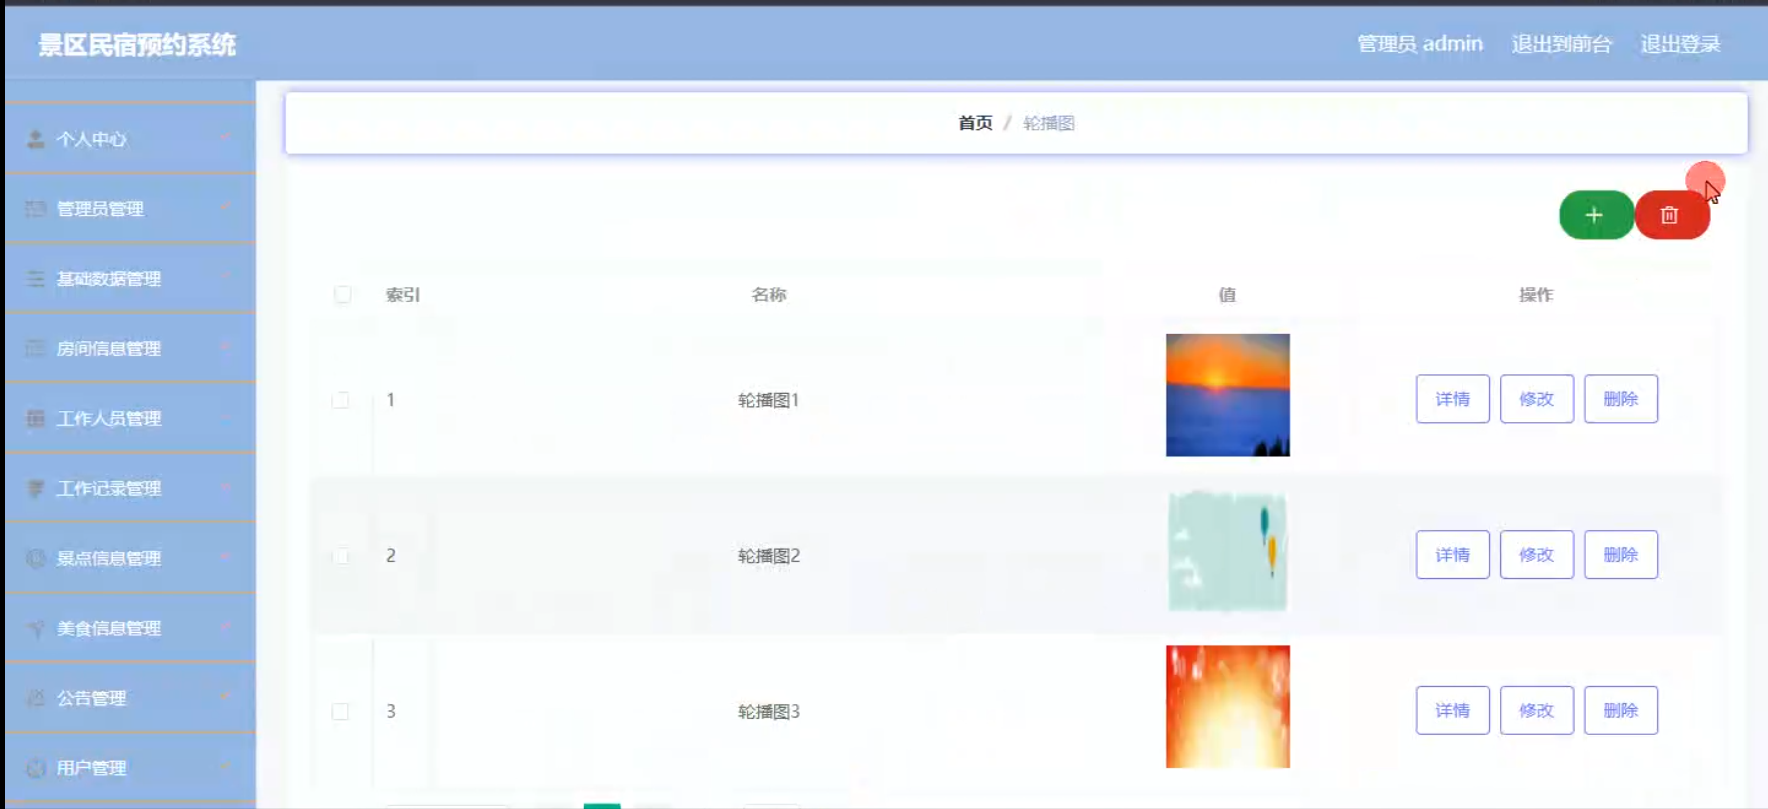 景区民宿预约系统
管理员 admin 退出到前台 退出登录
首页 / 轮播图
个人中心
管理员管理
基础数据管理
房间信息管理
工作人员管理
工作记录管理
景点信息管理
美食信息管理
公告管理
用户管理
索引 名称 值 操作
1 轮播图1 详情 修改 删除
2 轮播图2 详情 修改 删除
3 轮播图3 详情 修改 删除